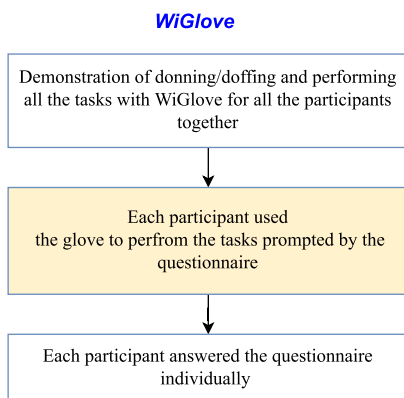 WiGlove
Demonstration of donning/doffing and performing
all the tasks with WiGlove for all the participants
together
Each participant used
the glove to perfrom the tasks prompted by the
questionnaire
Each participant answered the questionnaire
individually